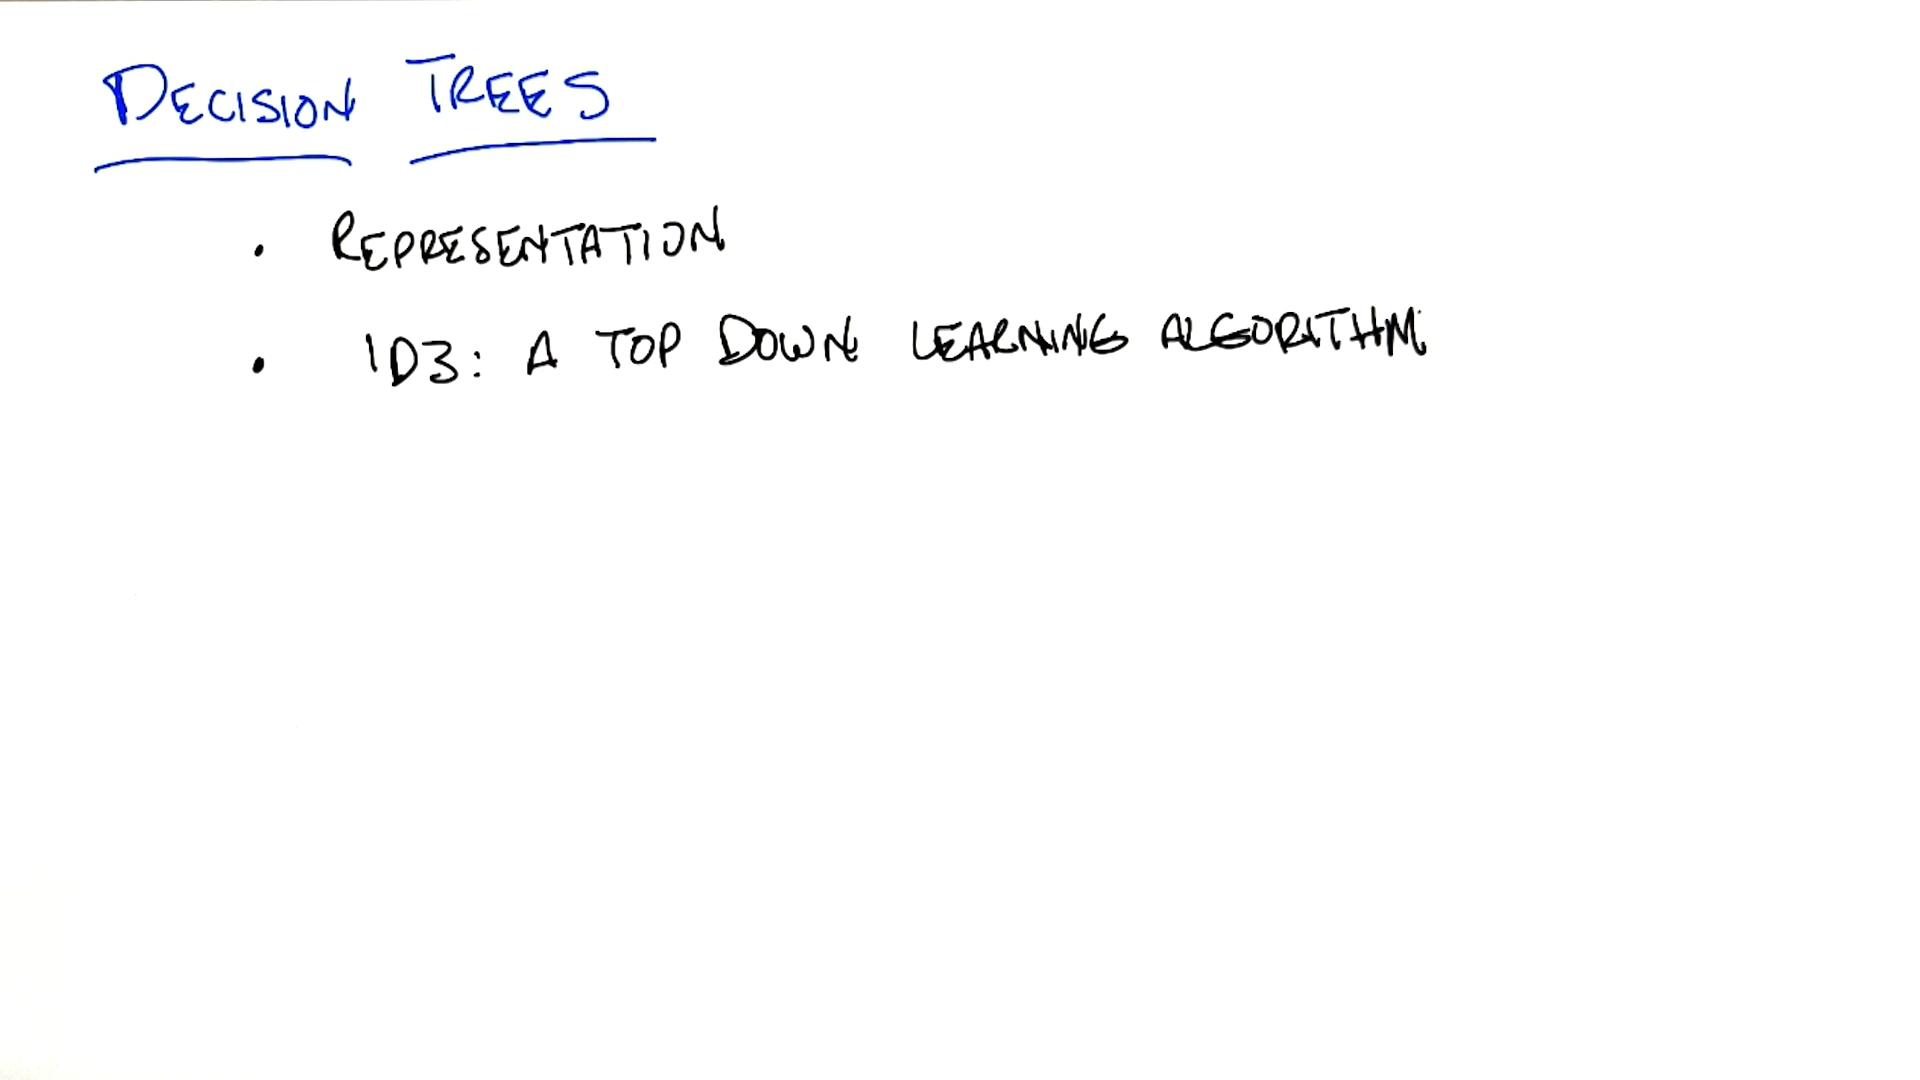 DECISION TREES
• REPRESENTATION
• ID3: A TOP DOWN LEARNING ALGORITHM